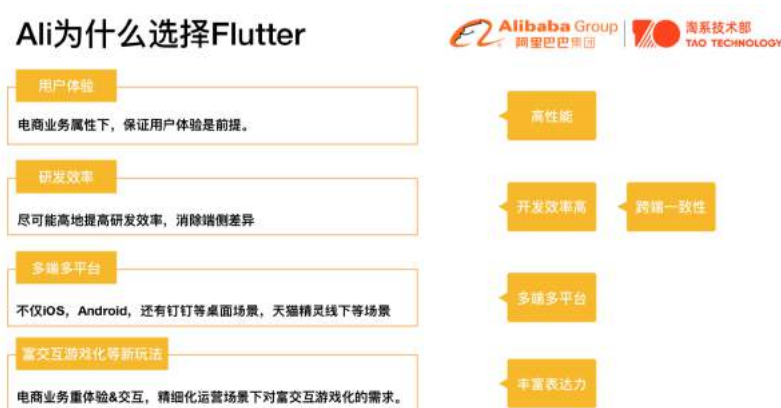 Ali为什么选择Flutter
Alibaba Group
阿里巴巴集团
淘系技术部
TAO TECHNOLOGY
用户体验
电商业务属性下，保证用户体验是前提。
高性能
研发效率
尽可能高地提高研发效率，消除端侧差异
开发效率高
跨端一致性
多端多平台
不仅iOS，Android，还有钉钉等桌面场景，天猫精灵线下等场景
多端多平台
富交互游戏化等新玩法
电商业务重体验&交互，精细化运营场景下对富交互游戏化的需求。
丰富表达力